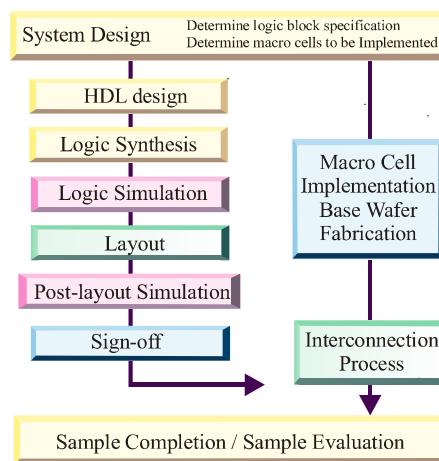 System Design
Determine logic block specification
Determine macro cells to be Implemented
HDL design
Logic Synthesis
Logic Simulation
Layout
Post-layout Simulation
Sign-off
Macro Cell
Implementation
Base Wafer
Fabrication
Interconnection
Process
Sample Completion / Sample Evaluation